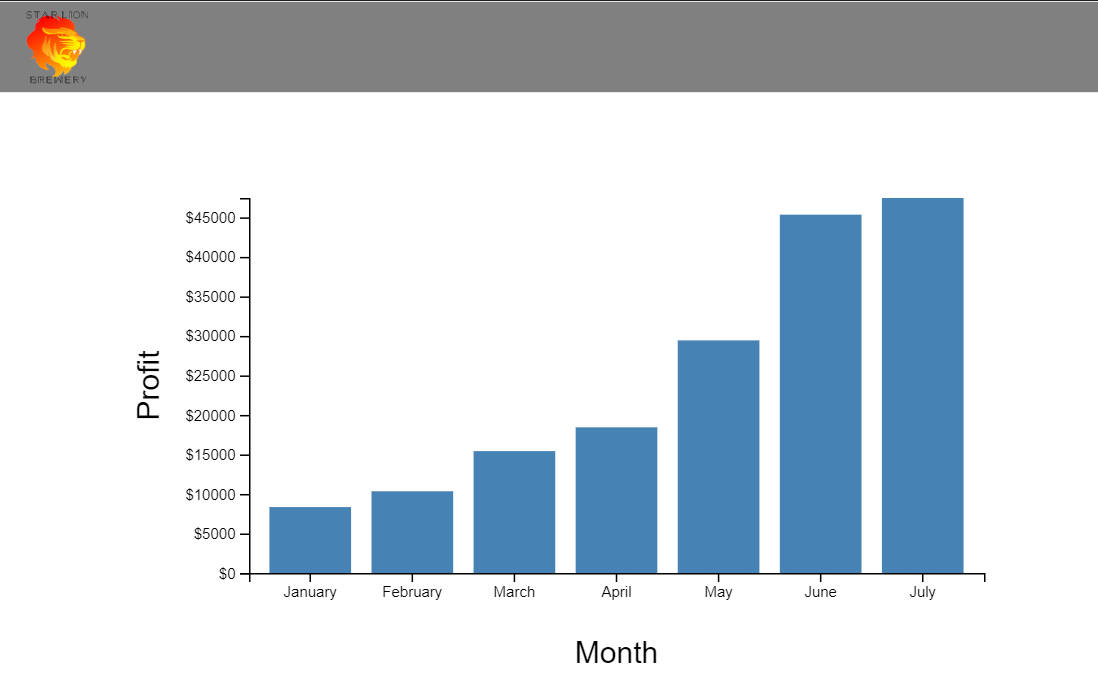 STAR LION
BREWERY
$45000
$40000
$35000
$30000
$25000
$20000
$15000
$10000
$5000
$0
Profit
January February March April May June July
Month